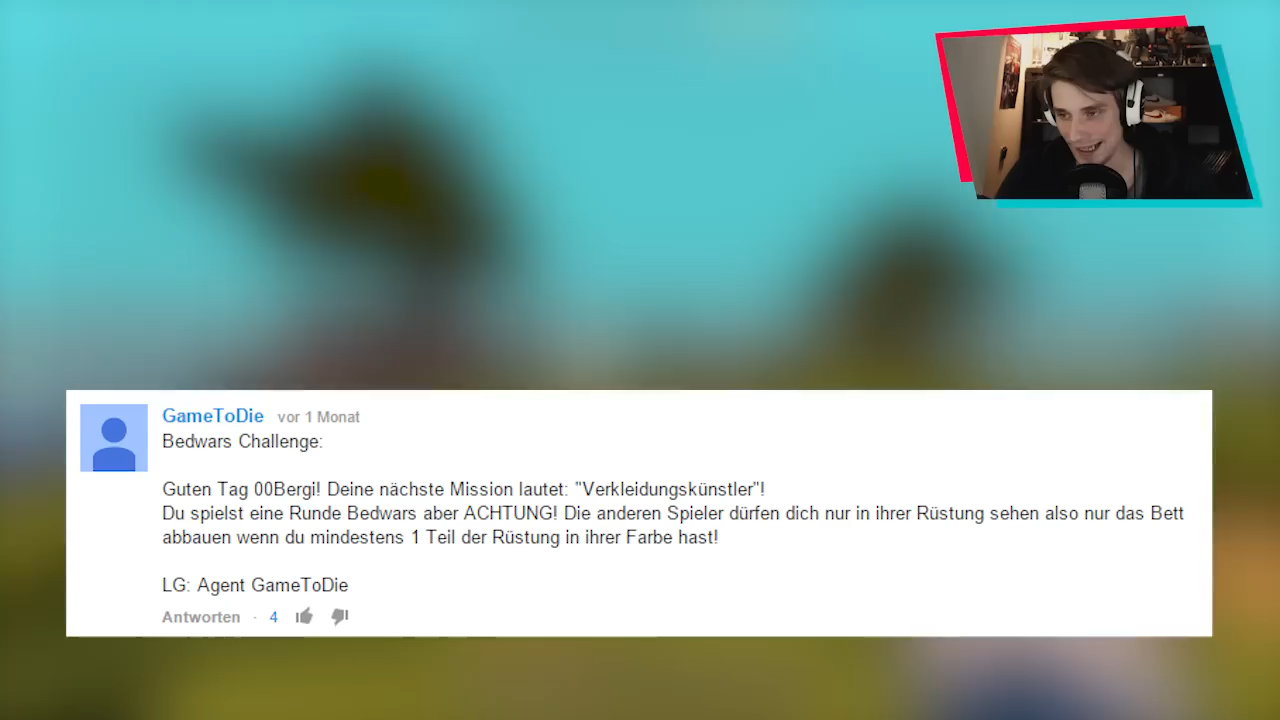 GameToDie vor 1 Monat
Bedwars Challenge:
Guten Tag 00Bergi! Deine nächste Mission lautet: "Verkleidungskünstler"!
Du spielst eine Runde Bedwars aber ACHTUNG! Die anderen Spieler dürfen dich nur in ihrer Rüstung sehen also nur das Bett
abbauen wenn du mindestens 1 Teil der Rüstung in ihrer Farbe hast!
LG: Agent GameToDie
Antworten · 4